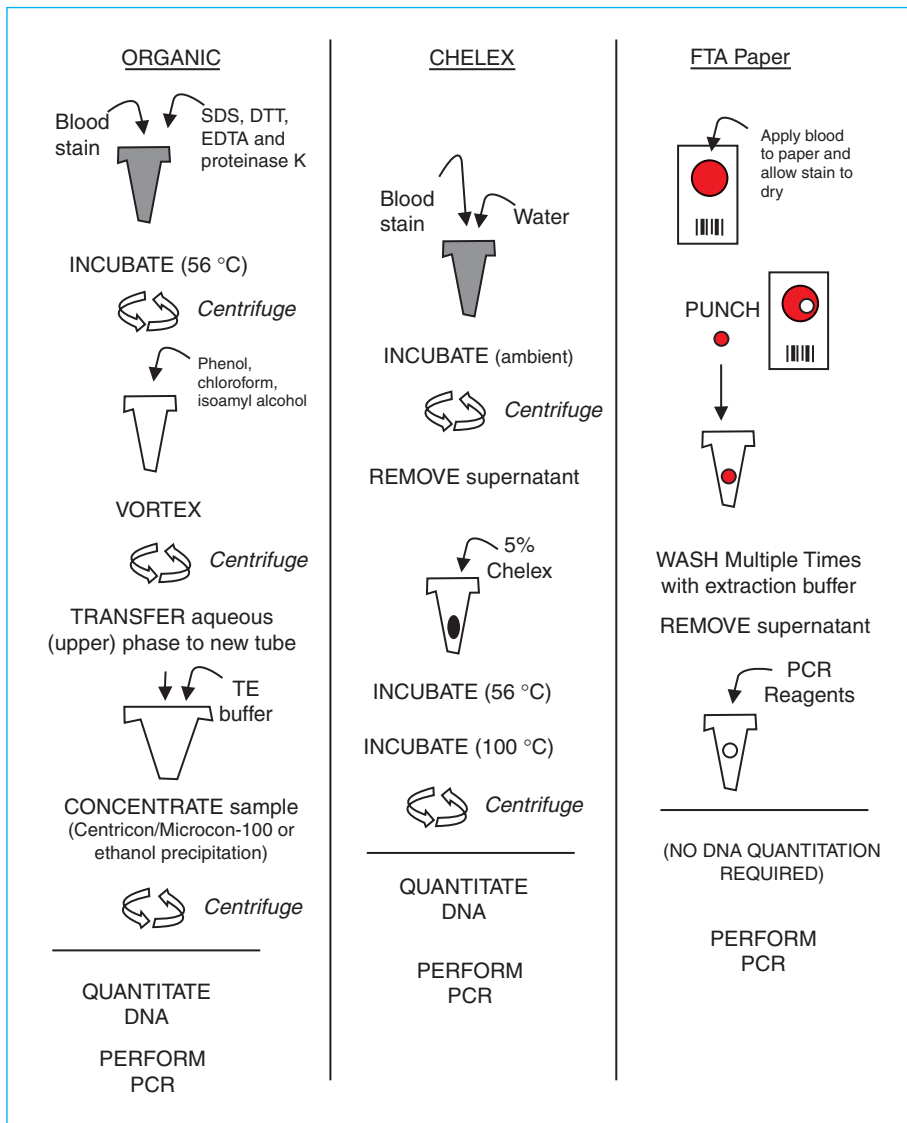 ORGANIC
Blood
stain
SDS, DTT,
EDTA and
proteinase K
INCUBATE (56 °C)
Centrifuge
Phenol,
chloroform,
isoamyl alcohol
VORTEX
Centrifuge
TRANSFER aqueous
(upper) phase to new tube
TE
buffer
CONCENTRATE sample
(Centricon/Microcon-100 or
ethanol precipitation)
Centrifuge
QUANTITATE
DNA
PERFORM
PCR
CHELEX
Blood
stain
Water
INCUBATE (ambient)
Centrifuge
REMOVE supernatant
5%
Chelex
INCUBATE (56 °C)
INCUBATE (100 °C)
Centrifuge
QUANTITATE
DNA
PERFORM
PCR
FTA Paper
Apply blood
to paper and
allow stain to
dry
PUNCH
WASH Multiple Times
with extraction buffer
REMOVE supernatant
PCR
Reagents
(NO DNA QUANTITATION
REQUIRED)
PERFORM
PCR